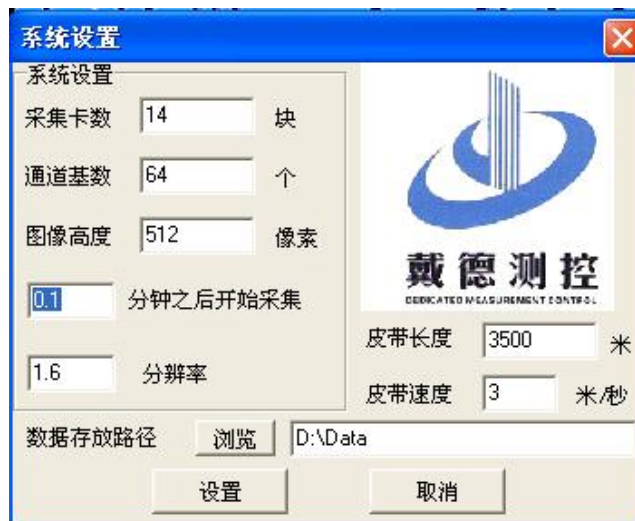 系统设置
系统设置
采集卡数 14 块
通道基数 64 个
图像高度 512 像素
0.1 分钟之后开始采集
1.6 分辨率
戴德测控
DEDICATED MEASUREMENT CONTROL
皮带长度 3500 米
皮带速度 3 米/秒
数据存放路径 浏览 D:\Data
设置 取消